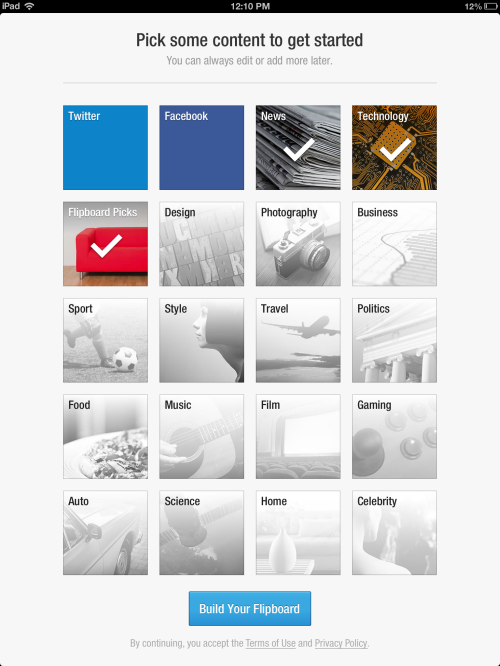 iPad 12:10 PM 12%
Pick some content to get started
You can always edit or add more later.
Twitter Facebook News Technology
Flipboard Picks Design Photography Business
Sport Style Travel Politics
Food Music Film Gaming
Auto Science Home Celebrity
Build Your Flipboard
By continuing, you accept the Terms of Use and Privacy Policy.